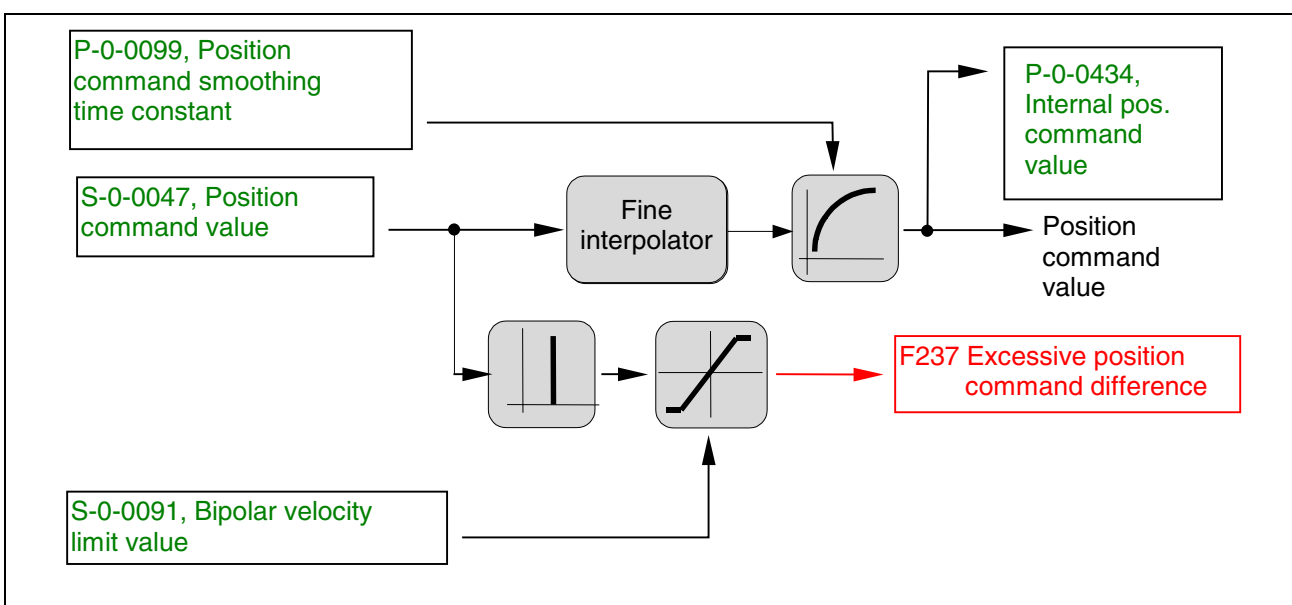 P-0-0099, Position
command smoothing
time constant
P-0-0434,
Internal pos.
command
value
S-0-0047, Position
command value
Fine
interpolator
Position
command
value
F237 Excessive position
command difference
S-0-0091, Bipolar velocity
limit value